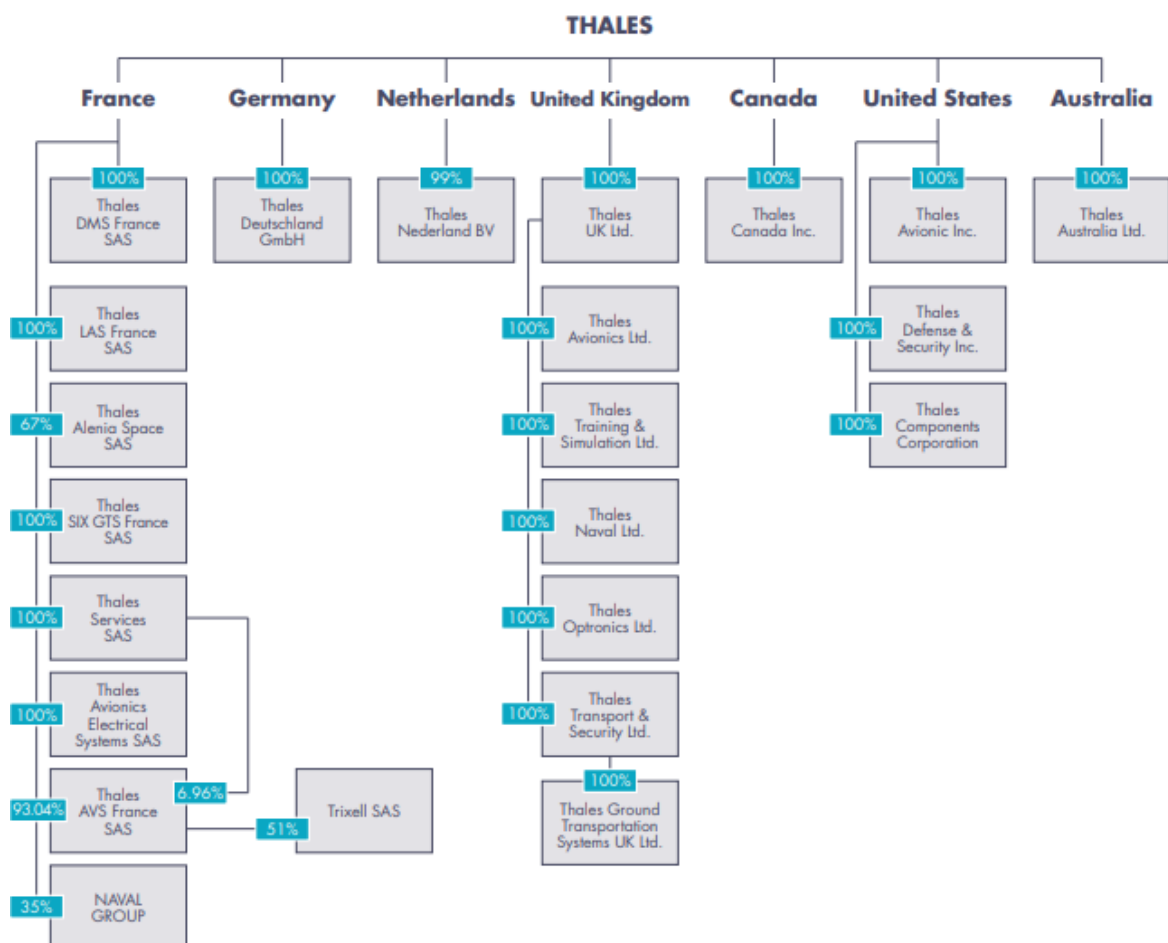 THALES
France
Germany
Netherlands
United Kingdom
Canada
United States
Australia
100%
Thales
DMS France
SAS
100%
Thales
Deutschland
GmbH
99%
Thales
Nederland BV
100%
Thales
UK Ltd.
100%
Thales
Canada Inc.
100%
Thales
Avionic Inc.
100%
Thales
Australia Ltd.
100%
Thales
LAS France
SAS
100%
Thales
Avionics Ltd.
100%
Thales
Defense &
Security Inc.
67%
Thales
Alenia Space
SAS
100%
Thales
Training &
Simulation Ltd.
100%
Thales
Components
Corporation
100%
Thales
SIX GTS France
SAS
100%
Thales
Naval Ltd.
100%
Thales
Services
SAS
100%
Thales
Optronics Ltd.
100%
Thales
Avionics
Electrical
Systems SAS
100%
Thales
Transport &
Security Ltd.
93.04%
Thales
AVS France
SAS
6.96%
51%
Trixell SAS
100%
Thales Ground
Transportation
Systems UK Ltd.
35%
NAVAL
GROUP